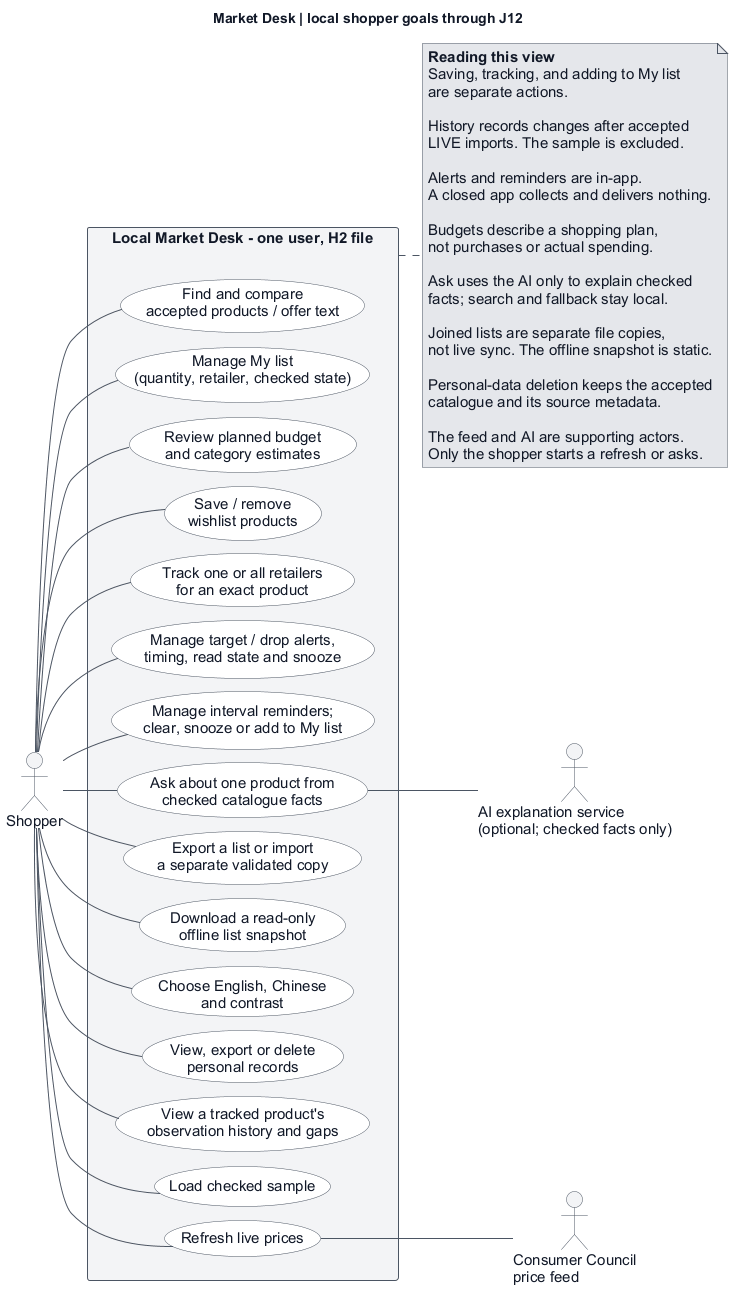 Market Desk | local shopper goals through J12
Reading this view
Saving, tracking, and adding to My list
are separate actions.
History records changes after accepted
LIVE imports. The sample is excluded.
Alerts and reminders are in-app.
A closed app collects and delivers nothing.
Budgets describe a shopping plan,
not purchases or actual spending.
Ask uses the AI only to explain checked
facts; search and fallback stay local.
Joined lists are separate file copies,
not live sync. The offline snapshot is static.
Personal-data deletion keeps the accepted
catalogue and its source metadata.
The feed and AI are supporting actors.
Only the shopper starts a refresh or asks.
Local Market Desk - one user, H2 file
Find and compare
accepted products / offer text
Manage My list
(quantity, retailer, checked state)
Review planned budget
and category estimates
Save / remove
wishlist products
Track one or all retailers
for an exact product
Manage target / drop alerts,
timing, read state and snooze
Manage interval reminders;
clear, snooze or add to My list
Ask about one product from
checked catalogue facts
Export a list or import
a separate validated copy
Download a read-only
offline list snapshot
Choose English, Chinese
and contrast
View, export or delete
personal records
View a tracked product's
observation history and gaps
Load checked sample
Refresh live prices
Shopper
AI explanation service
(optional; checked facts only)
Consumer Council
price feed